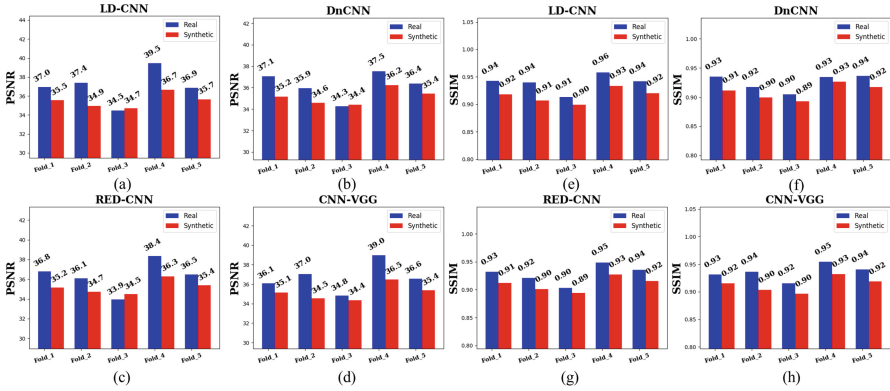 LD-CNN
PSNR
44
42
40
38
36
34
32
30
Real
Synthetic
37.0 35.5 37.4 34.9 34.5 34.7 39.5 36.7 36.9 35.7
Fold_1 Fold_2 Fold_3 Fold_4 Fold_5
(a)
DnCNN
PSNR
42
40
38
36
34
32
30
Real
Synthetic
37.1 35.2 35.9 34.6 34.3 34.4 37.5 36.2 36.4 35.4
Fold_1 Fold_2 Fold_3 Fold_4 Fold_5
(b)
LD-CNN
SSIM
1.05
1.00
0.95
0.90
0.85
0.80
Real
Synthetic
0.94 0.92 0.94 0.91 0.91 0.90 0.96 0.93 0.94 0.92
Fold_1 Fold_2 Fold_3 Fold_4 Fold_5
(e)
DnCNN
SSIM
1.00
0.95
0.90
0.85
0.80
Real
Synthetic
0.93 0.91 0.92 0.90 0.90 0.89 0.93 0.93 0.94 0.92
Fold_1 Fold_2 Fold_3 Fold_4 Fold_5
(f)
RED-CNN
PSNR
42
40
38
36
34
32
30
Real
Synthetic
36.8 35.2 36.1 34.7 33.9 34.5 38.4 36.3 36.5 35.4
Fold_1 Fold_2 Fold_3 Fold_4 Fold_5
(c)
CNN-VGG
PSNR
42
40
38
36
34
32
30
Real
Synthetic
36.1 35.1 37.0 34.5 34.8 34.4 39.0 36.5 36.6 35.4
Fold_1 Fold_2 Fold_3 Fold_4 Fold_5
(d)
RED-CNN
SSIM
1.00
0.95
0.90
0.85
0.80
Real
Synthetic
0.93 0.91 0.92 0.90 0.90 0.89 0.95 0.93 0.94 0.92
Fold_1 Fold_2 Fold_3 Fold_4 Fold_5
(g)
CNN-VGG
SSIM
1.05
1.00
0.95
0.90
0.85
0.80
Real
Synthetic
0.93 0.92 0.94 0.90 0.92 0.90 0.95 0.93 0.94 0.92
Fold_1 Fold_2 Fold_3 Fold_4 Fold_5
(h)